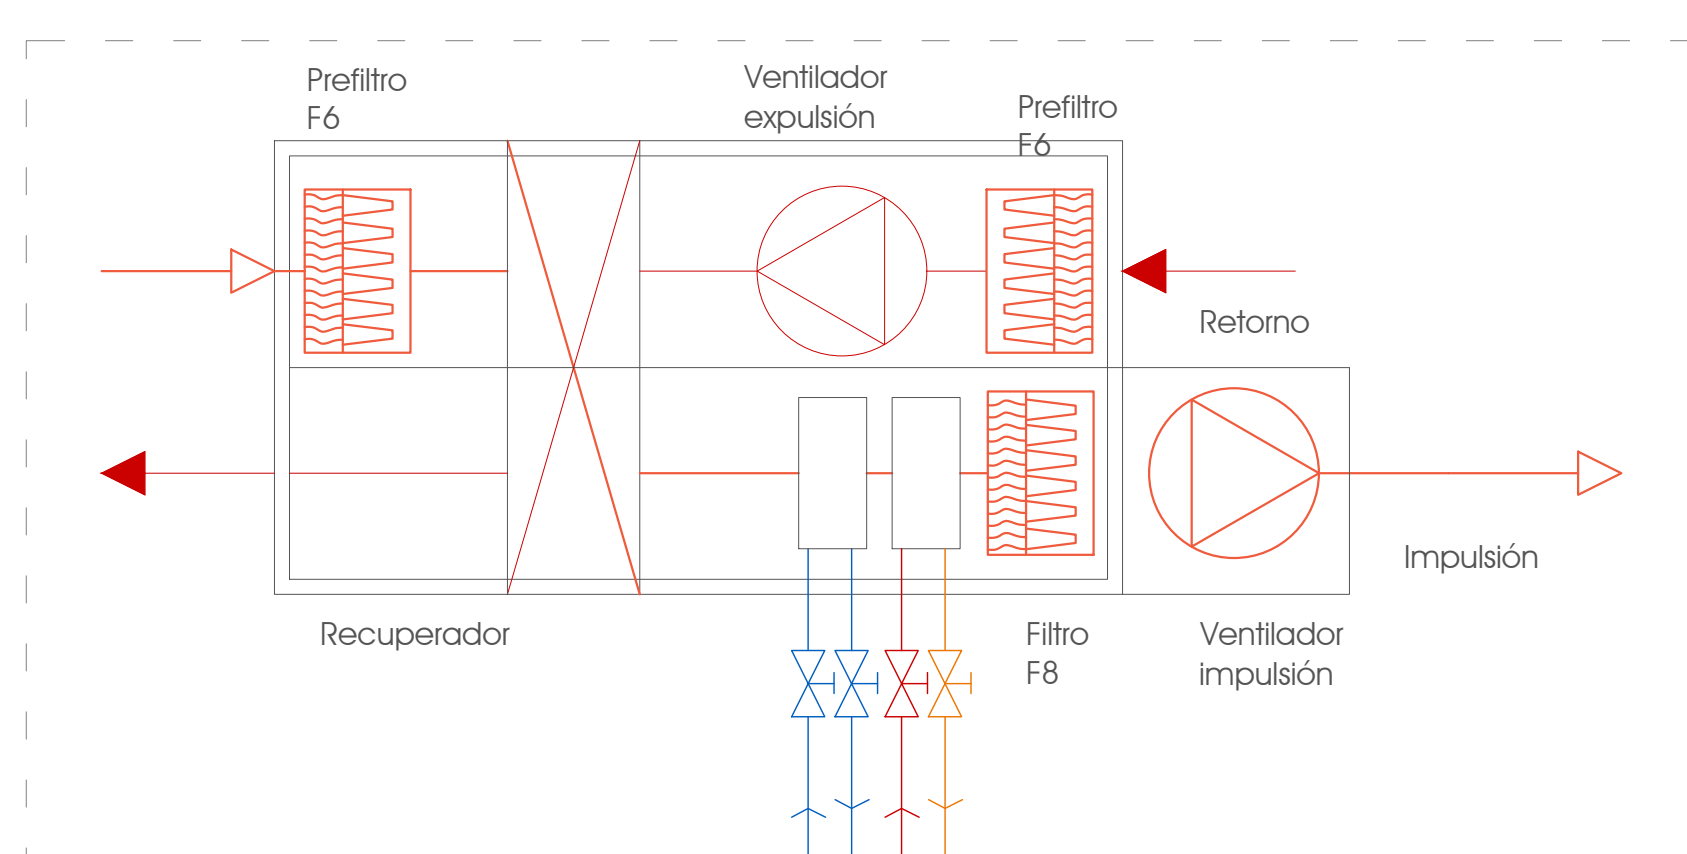 Prefiltro
F6
Ventilador
expulsión
Prefiltro
F6
Retorno
Impulsión
Recuperador
Filtro
F8
Ventilador
impulsión